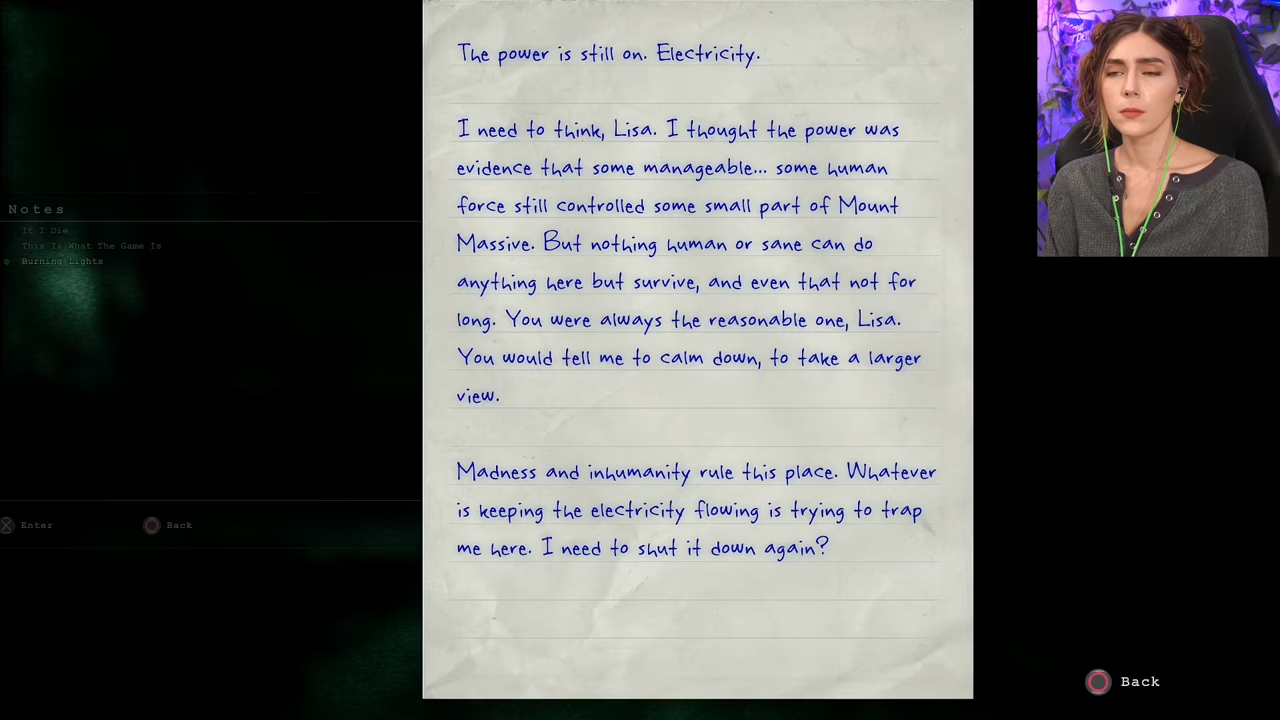 Notes
If I Die
This Is What The Game Is
Burning Lights
Enter
Back
The power is still on. Electricity.
I need to think, Lisa. I thought the power was
evidence that some manageable... some human
force still controlled some small part of Mount
Massive. But nothing human or sane can do
anything here but survive, and even that not for
long. You were always the reasonable one, Lisa.
You would tell me to calm down, to take a larger
view.
Madness and inhumanity rule this place. Whatever
is keeping the electricity flowing is trying to trap
me here. I need to shut it down again?
Back